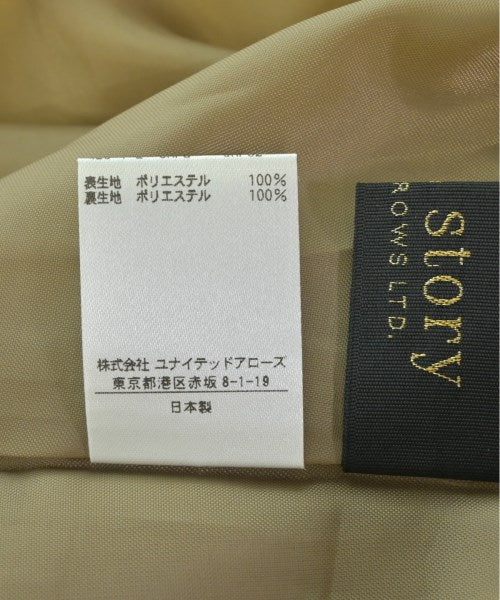 表生地 ポリエステル 100%
裏生地 ポリエステル 100%
株式会社 ユナイテッドアローズ
東京都港区赤坂 8-1-19
日本製
story
ROWS LTD.